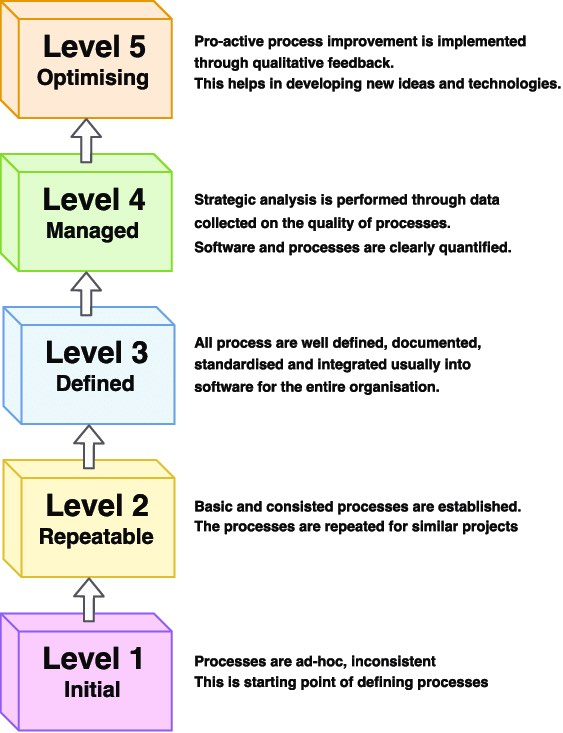 Level 5
Optimising
Pro-active process improvement is implemented
through qualitative feedback.
This helps in developing new ideas and technologies.
Level 4
Managed
Strategic analysis is performed through data
collected on the quality of processes.
Software and processes are clearly quantified.
Level 3
Defined
All process are well defined, documented,
standardised and integrated usually into
software for the entire organisation.
Level 2
Repeatable
Basic and consisted processes are established.
The processes are repeated for similar projects
Level 1
Initial
Processes are ad-hoc, inconsistent
This is starting point of defining processes